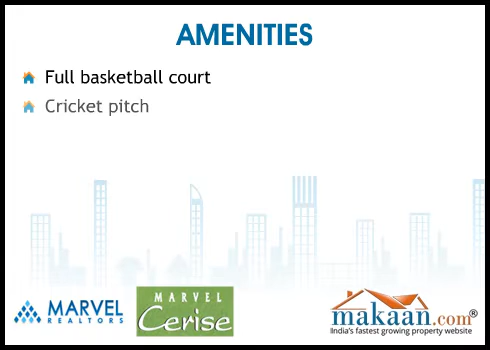 AMENITIES
Full basketball court
Cricket pitch
MARVEL
REALTORS
MARVEL
Cerise
makaan.com®
India's fastest growing property website